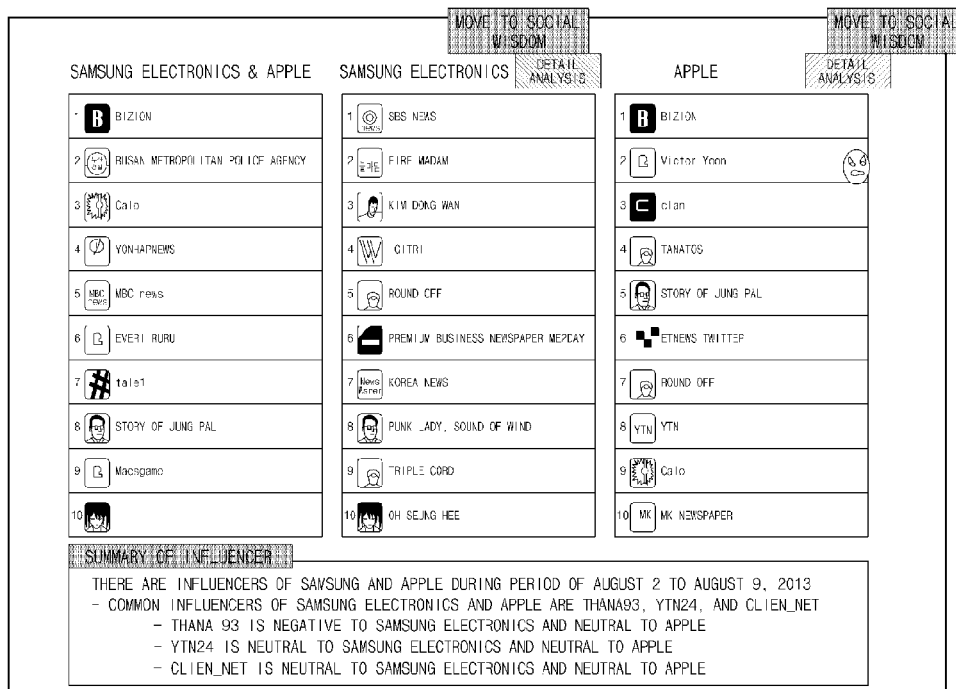 MOVE TO SOCIAL
WISDOM
MOVE TO SOCIAL
WISDOM
SAMSUNG ELECTRONICS & APPLE
SAMSUNG ELECTRONICS
DETAIL
ANALYSIS
APPLE
DETAIL
ANALYSIS
1 B BIZION
2 BUSAN METROPOLITAN POLICE AGENCY
3 Calo
4 YONHAPNEWS
5 MBC news MBC news
6 EVERI RURU
7 # tale1
8 STORY OF JUNG PAL
9 Macsgame
10
1 news SBS NEWS
2 FIRE MADAM
3 KIM DONG WAN
4 W CITRI
5 ROUND OFF
6 PREMIUM BUSINESS NEWSPAPER ME2DAY
7 News KOREA NEWS
8 PUNK LADY, SOUND OF WIND
9 TRIPLE CORD
10 OH SEUNG HEE
1 B BIZION
2 Victor Yoon
3 C clan
4 TANATOS
5 STORY OF JUNG PAL
6 ETNEWS TWITTER
7 ROUND OFF
8 YTN YTN
9 Calo
10 MK MK NEWSPAPER
SUMMARY OF INFLUENCER
THERE ARE INFLUENCERS OF SAMSUNG AND APPLE DURING PERIOD OF AUGUST 2 TO AUGUST 9, 2013
- COMMON INFLUENCERS OF SAMSUNG ELECTRONICS AND APPLE ARE THANA93, YTN24, AND CLIEN_NET
- THANA 93 IS NEGATIVE TO SAMSUNG ELECTRONICS AND NEUTRAL TO APPLE
- YTN24 IS NEUTRAL TO SAMSUNG ELECTRONICS AND NEUTRAL TO APPLE
- CLIEN_NET IS NEUTRAL TO SAMSUNG ELECTRONICS AND NEUTRAL TO APPLE